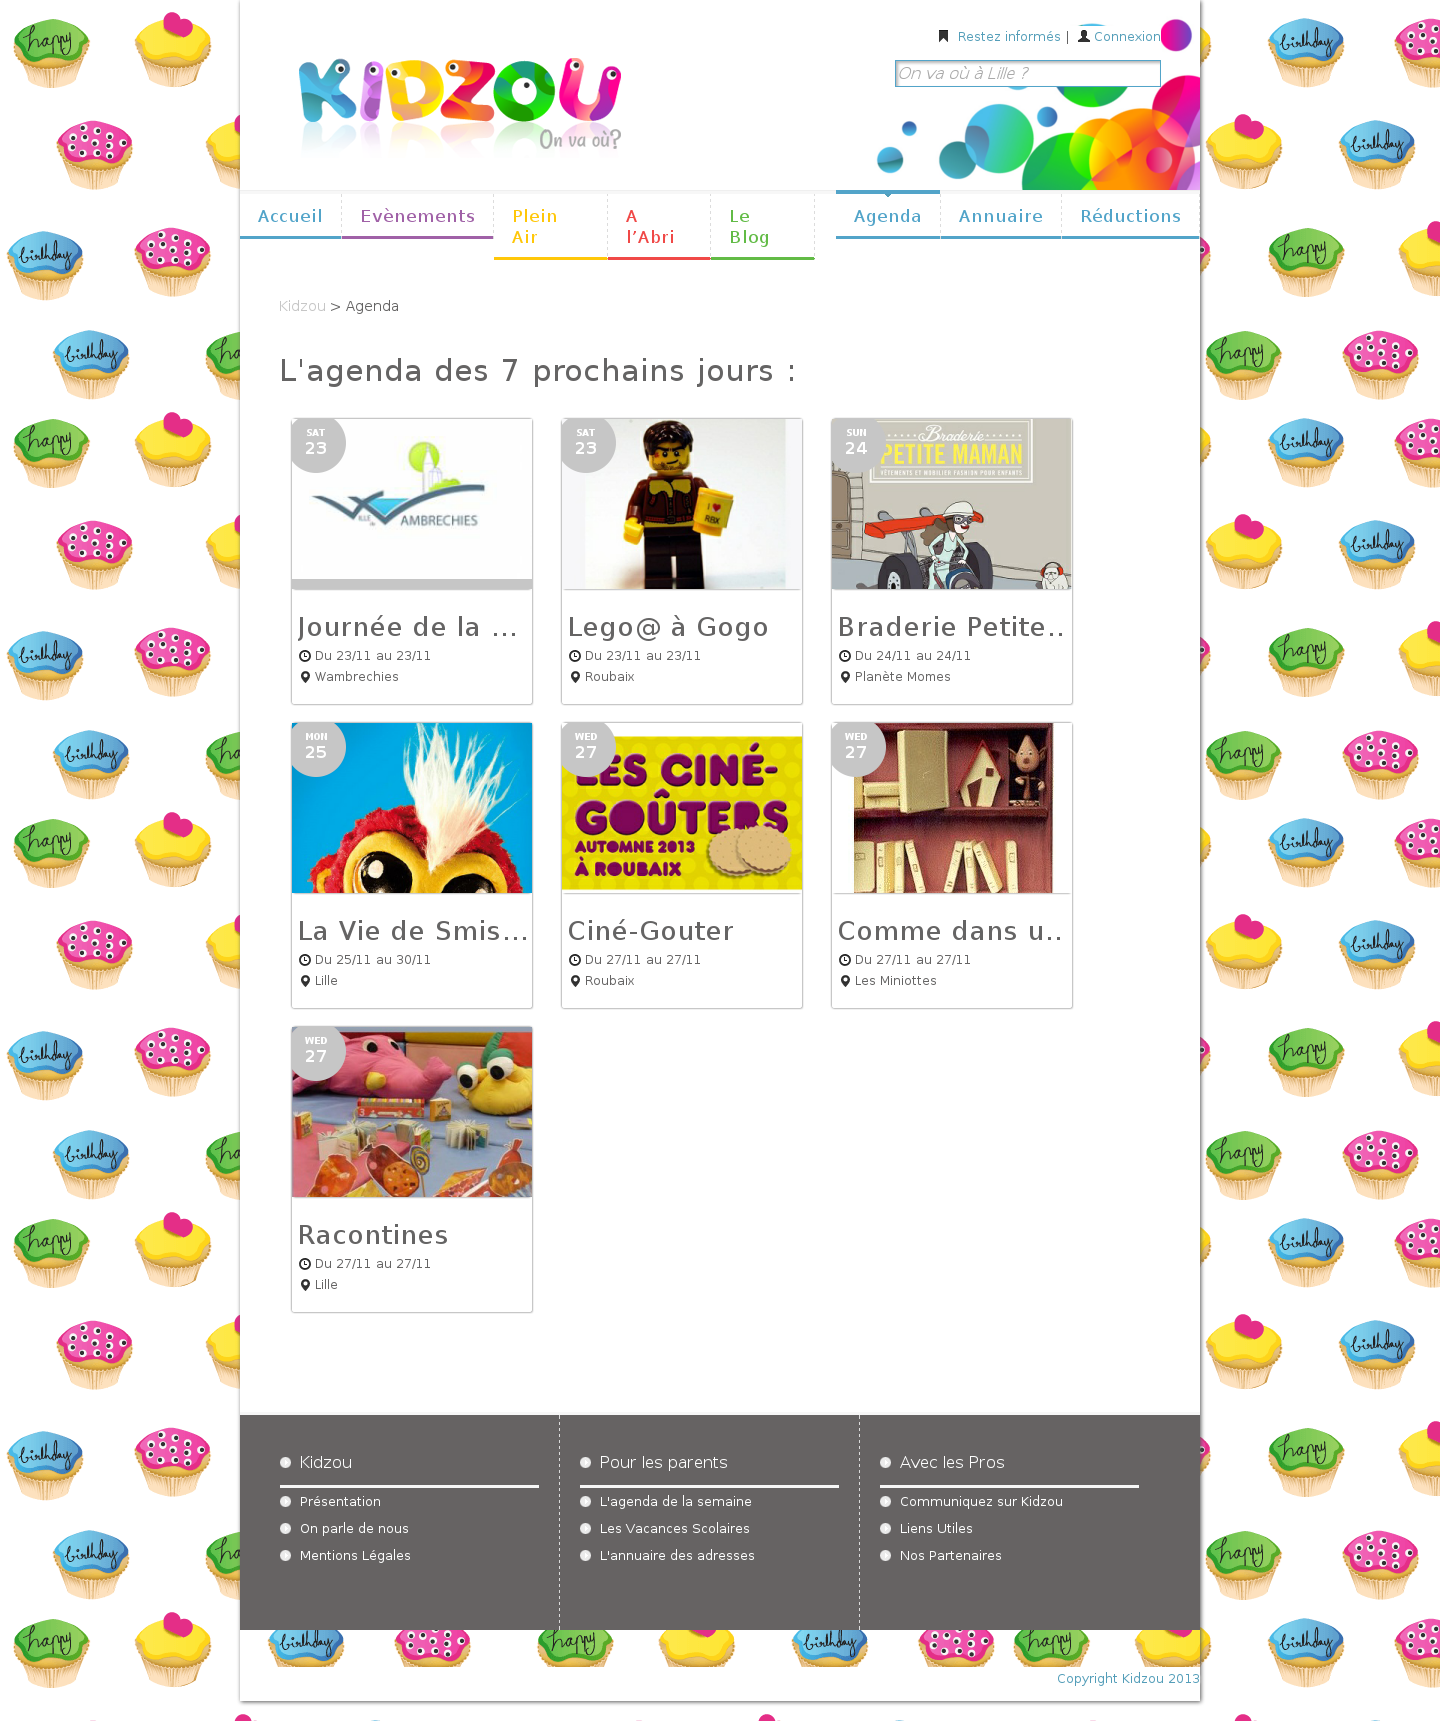 Restez informés | Connexion
KIDZOU
On va où?
On va où à Lille ?
Accueil
Evènements
Plein Air
A l'Abri
Le Blog
Agenda
Annuaire
Réductions
Kidzou > Agenda
L'agenda des 7 prochains jours :
SAT
23
VILLE de WAMBRECHIES
Journée de la ...
Du 23/11 au 23/11
Wambrechies
SAT
23
I ♥ RBX
Lego@ à Gogo
Du 23/11 au 23/11
Roubaix
SUN
24
Braderie
PETITE MAMAN
VÊTEMENTS ET MOBILIER FASHION POUR ENFANTS
Braderie Petite..
Du 24/11 au 24/11
Planète Momes
MON
25
La Vie de Smis...
Du 25/11 au 30/11
Lille
WED
27
LES CINÉ-
GOÛTERS
AUTOMNE 2013
À ROUBAIX
Ciné-Gouter
Du 27/11 au 27/11
Roubaix
WED
27
Comme dans u..
Du 27/11 au 27/11
Les Miniottes
WED
27
Racontines
Du 27/11 au 27/11
Lille
Kidzou
Présentation
On parle de nous
Mentions Légales
Pour les parents
L'agenda de la semaine
Les Vacances Scolaires
L'annuaire des adresses
Avec les Pros
Communiquez sur Kidzou
Liens Utiles
Nos Partenaires
Copyright Kidzou 2013
happy
birthday